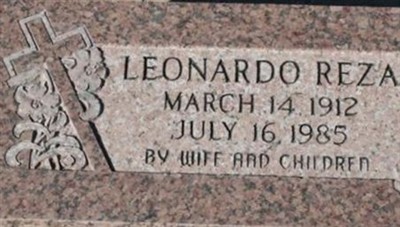 LEONARDO REZA
MARCH 14 1912
JULY 16, 1985
BY WIFE AND CHILDREN